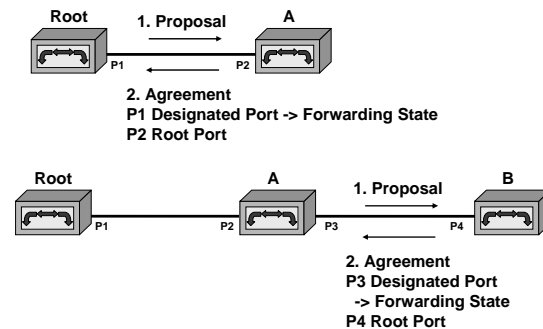 Root
A
1. Proposal
P1
P2
2. Agreement
P1 Designated Port -> Forwarding State
P2 Root Port
Root
A
B
1. Proposal
P1
P2
P3
P4
2. Agreement
P3 Designated Port
-> Forwarding State
P4 Root Port